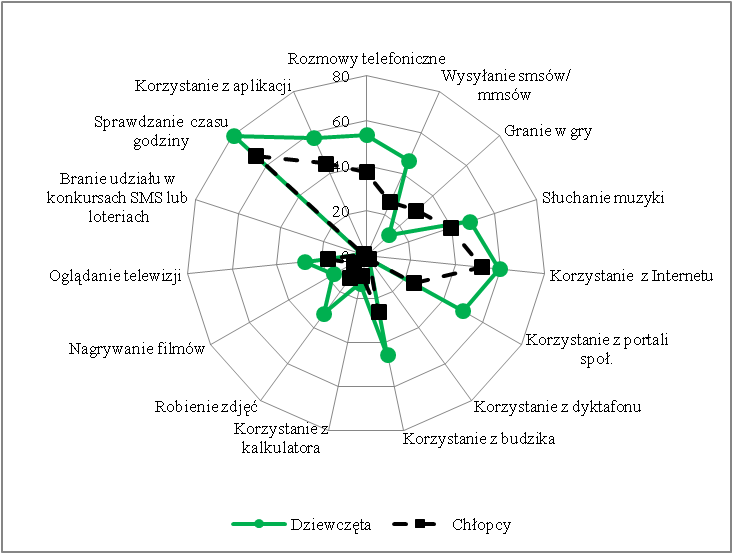 Rozmowy telefoniczne
80
Wysyłanie smsów/
mmsów
Korzystanie z aplikacji
60
Sprawdzanie czasu
godziny
Granie w gry
40
Branie udziału w
konkursach SMS lub
loteriach
Słuchanie muzyki
20
0
Oglądanie telewizji
Korzystanie z Internetu
Nagrywanie filmów
Korzystanie z portali
społ.
Robienie zdjęć
Korzystanie z dyktafonu
Korzystanie z
kalkulatora
Korzystanie z budzika
Dziewczęta
Chłopcy